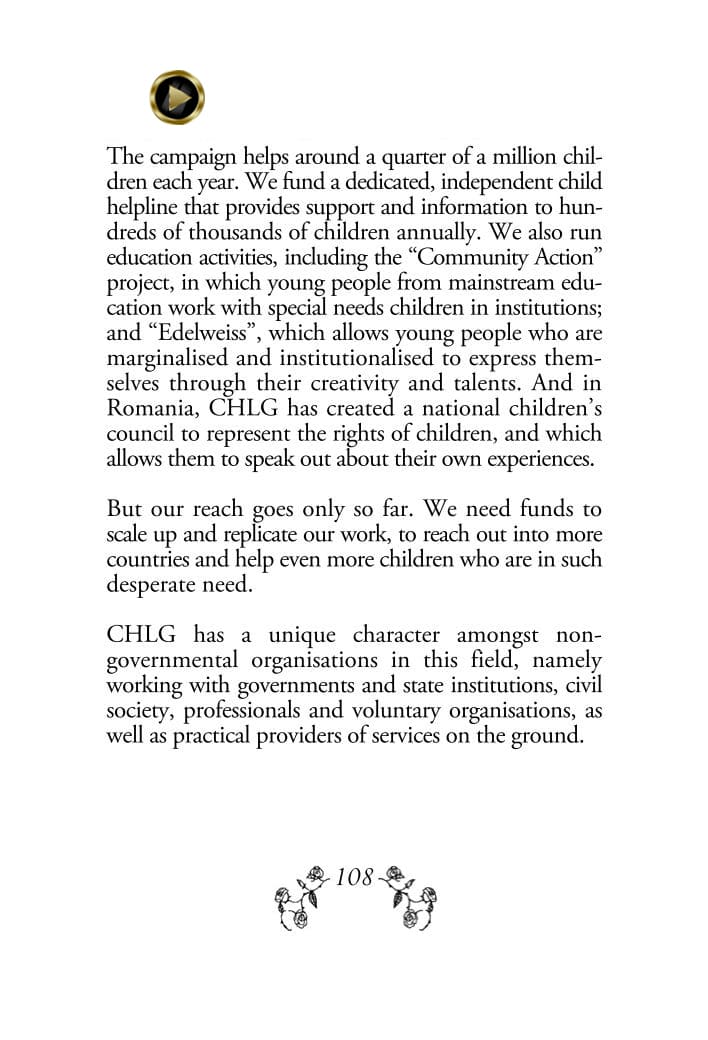 The campaign helps around a quarter of a million chil-
dren each year. We fund a dedicated, independent child
helpline that provides support and information to hun-
dreds of thousands of children annually. We also run
education activities, including the “Community Action”
project, in which young people from mainstream edu-
cation work with special needs children in institutions;
and “Edelweiss”, which allows young people who are
marginalised and institutionalised to express them-
selves through their creativity and talents. And in
Romania, CHLG has created a national children’s
council to represent the rights of children, and which
allows them to speak out about their own experiences.
But our reach goes only so far. We need funds to
scale up and replicate our work, to reach out into more
countries and help even more children who are in such
desperate need.
CHLG has a unique character amongst non-
governmental organisations in this field, namely
working with governments and state institutions, civil
society, professionals and voluntary organisations, as
well as practical providers of services on the ground.
108